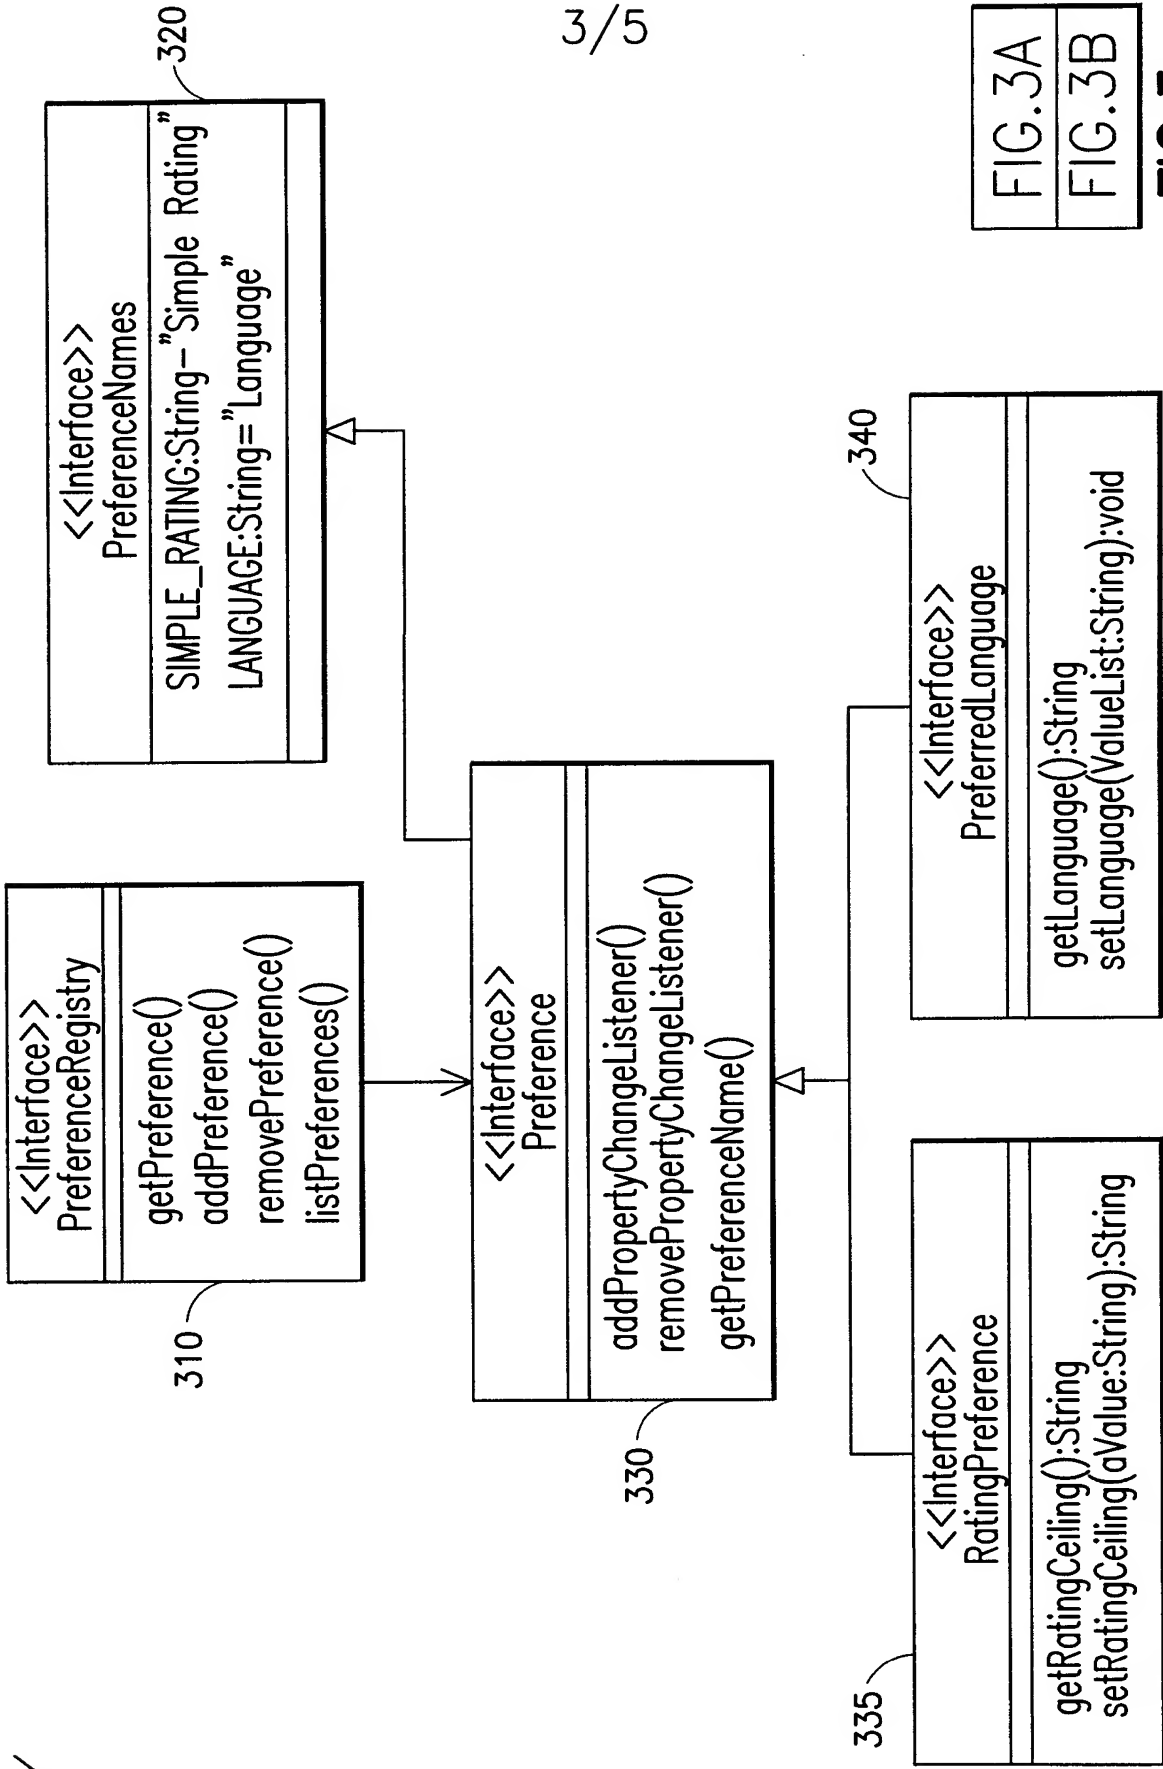 3/5
<<Interface>>
PreferenceRegistry
getPreference()
addPreference()
removePreference()
listPreferences()
310
<<Interface>>
PreferenceNames
SIMPLE_RATING:String-"Simple Rating"
LANGUAGE:String="Language"
320
<<Interface>>
Preference
addPropertyChangeListener()
removePropertyChangeListener()
getPreferenceName()
330
<<Interface>>
RatingPreference
getRatingCeiling():String
setRatingCeiling(aValue:String):String
335
<<Interface>>
PreferredLanguage
getLanguage():String
setLanguage(ValueList:String):void
340
FIG.3A
FIG.3B